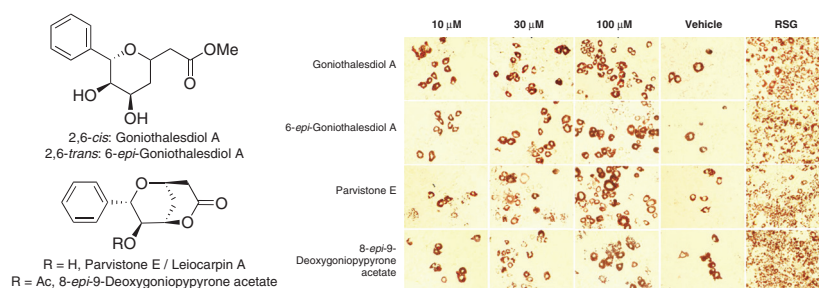 O
O
OMe
HO
OH
2,6-cis: Goniothalesdiol A
2,6-trans: 6-epi-Goniothalesdiol A
O
O
O
RO
R = H, Parvistone E / Leiocarpin A
R = Ac, 8-epi-9-Deoxygoniopypyrone acetate
10 μM 30 μM 100 μM Vehicle RSG
Goniothalesdiol A
6-epi-Goniothalesdiol A
Parvistone E
8-epi-9-
Deoxygoniopypyrone
acetate